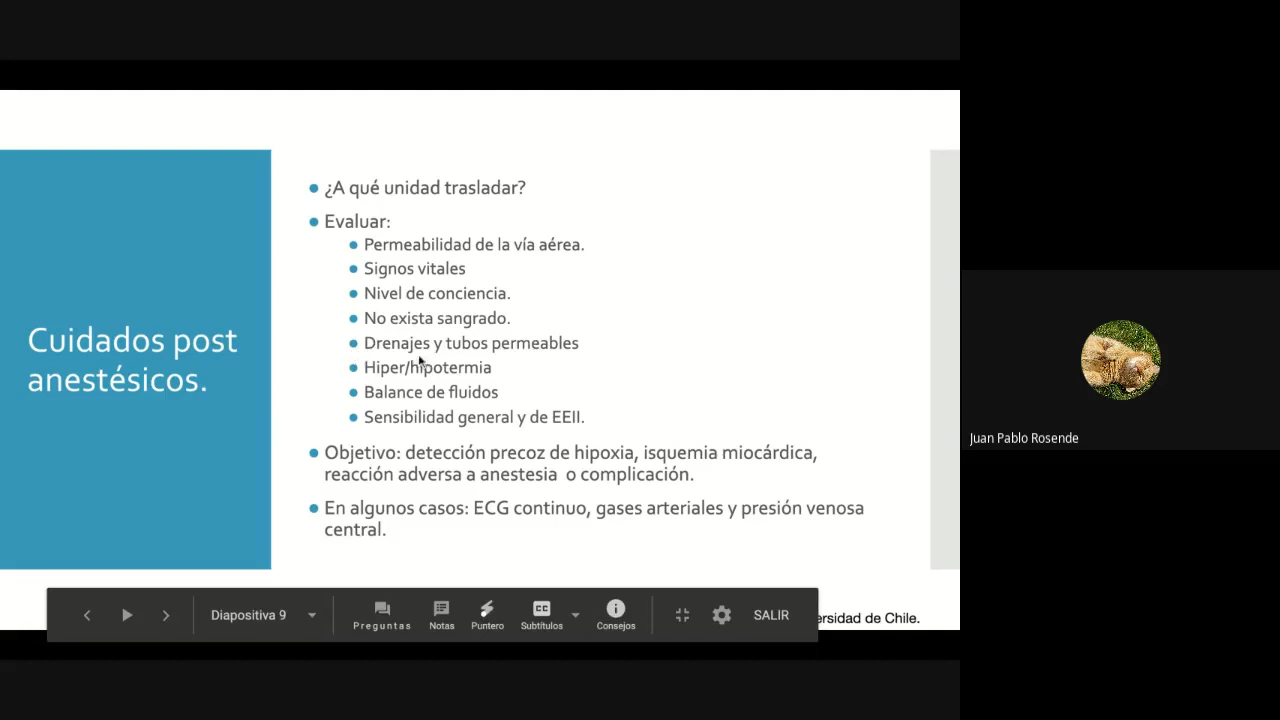 Cuidados post
anestésicos.
¿A qué unidad trasladar?
Evaluar:
Permeabilidad de la vía aérea.
Signos vitales
Nivel de conciencia.
No exista sangrado.
Drenajes y tubos permeables
Hiper/hipotermia
Balance de fluidos
Sensibilidad general y de EEII.
Objetivo: detección precoz de hipoxia, isquemia miocárdica,
reacción adversa a anestesia o complicación.
En algunos casos: ECG continuo, gases arteriales y presión venosa
central.
Diapositiva 9
Preguntas
Notas
Puntero
CC
Subtítulos
Consejos
SALIR
ersidad de Chile.
Juan Pablo Rosende